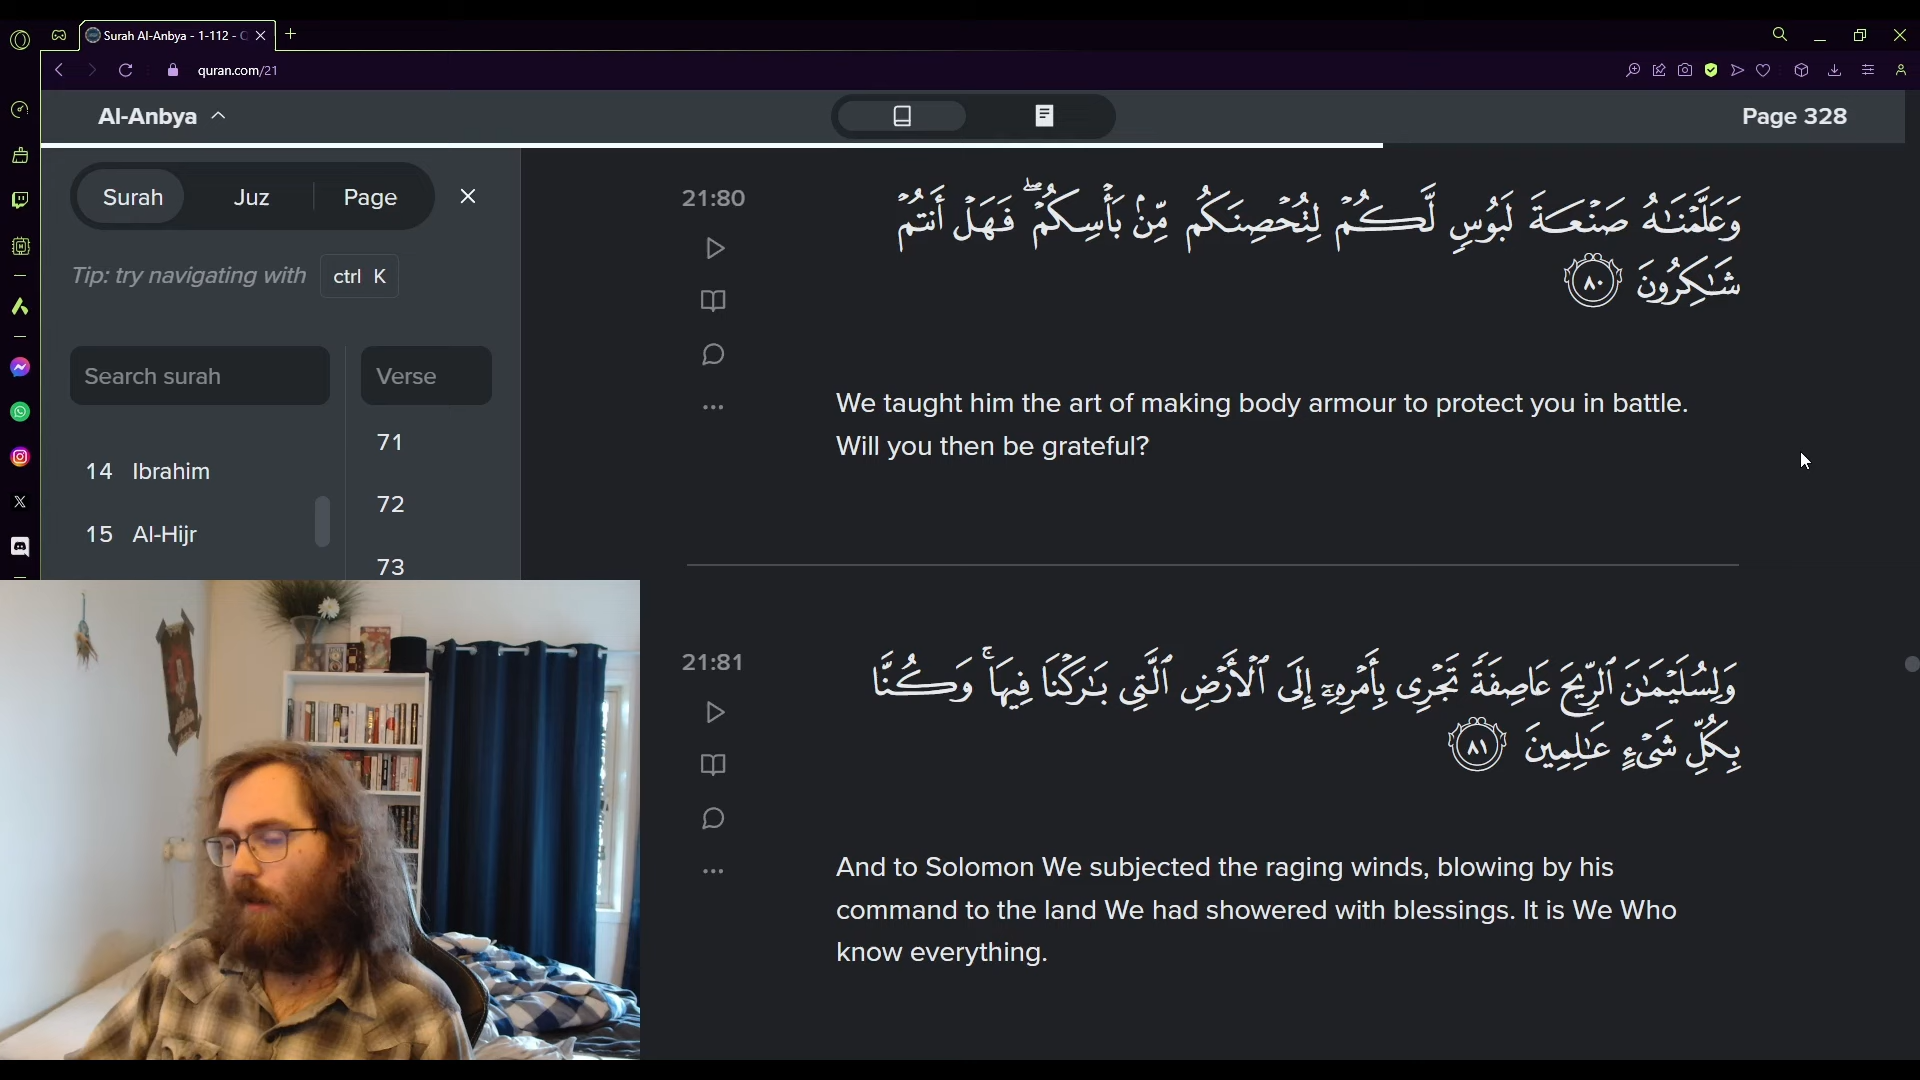 Surah Al-Anbya - 1-112 - Q
quran.com/21
Al-Anbya
Page 328
Surah
Juz
Page
Tip: try navigating with ctrl K
Search surah
Verse
14 Ibrahim
15 Al-Hijr
71
72
73
21:80
وَعَلَّمْنَـٰهُ صَنْعَةَ لَبُوسٍ لَّكُمْ لِتُحْصِنَكُم مِّنۢ بَأْسِكُمْ ۖ فَهَلْ أَنتُمْ
شَـٰكِرُونَ ٨٠
We taught him the art of making body armour to protect you in battle.
Will you then be grateful?
21:81
وَلِسُلَيْمَـٰنَ ٱلرِّيحَ عَاصِفَةً تَجْرِى بِأَمْرِهِۦٓ إِلَى ٱلْأَرْضِ ٱلَّتِى بَـٰرَكْنَا فِيهَا ۚ وَكُنَّا
بِكُلِّ شَىْءٍ عَـٰلِمِينَ ٨١
And to Solomon We subjected the raging winds, blowing by his
command to the land We had showered with blessings. It is We Who
know everything.